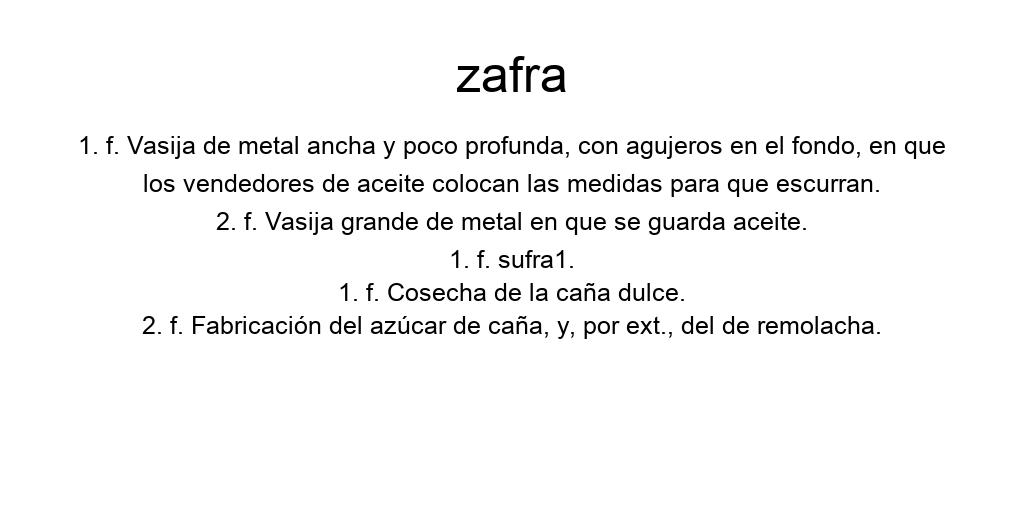 zafra
1. f. Vasija de metal ancha y poco profunda, con agujeros en el fondo, en que
los vendedores de aceite colocan las medidas para que escurran.
2. f. Vasija grande de metal en que se guarda aceite.
1. f. sufra1.
1. f. Cosecha de la caña dulce.
2. f. Fabricación del azúcar de caña, y, por ext., del de remolacha.